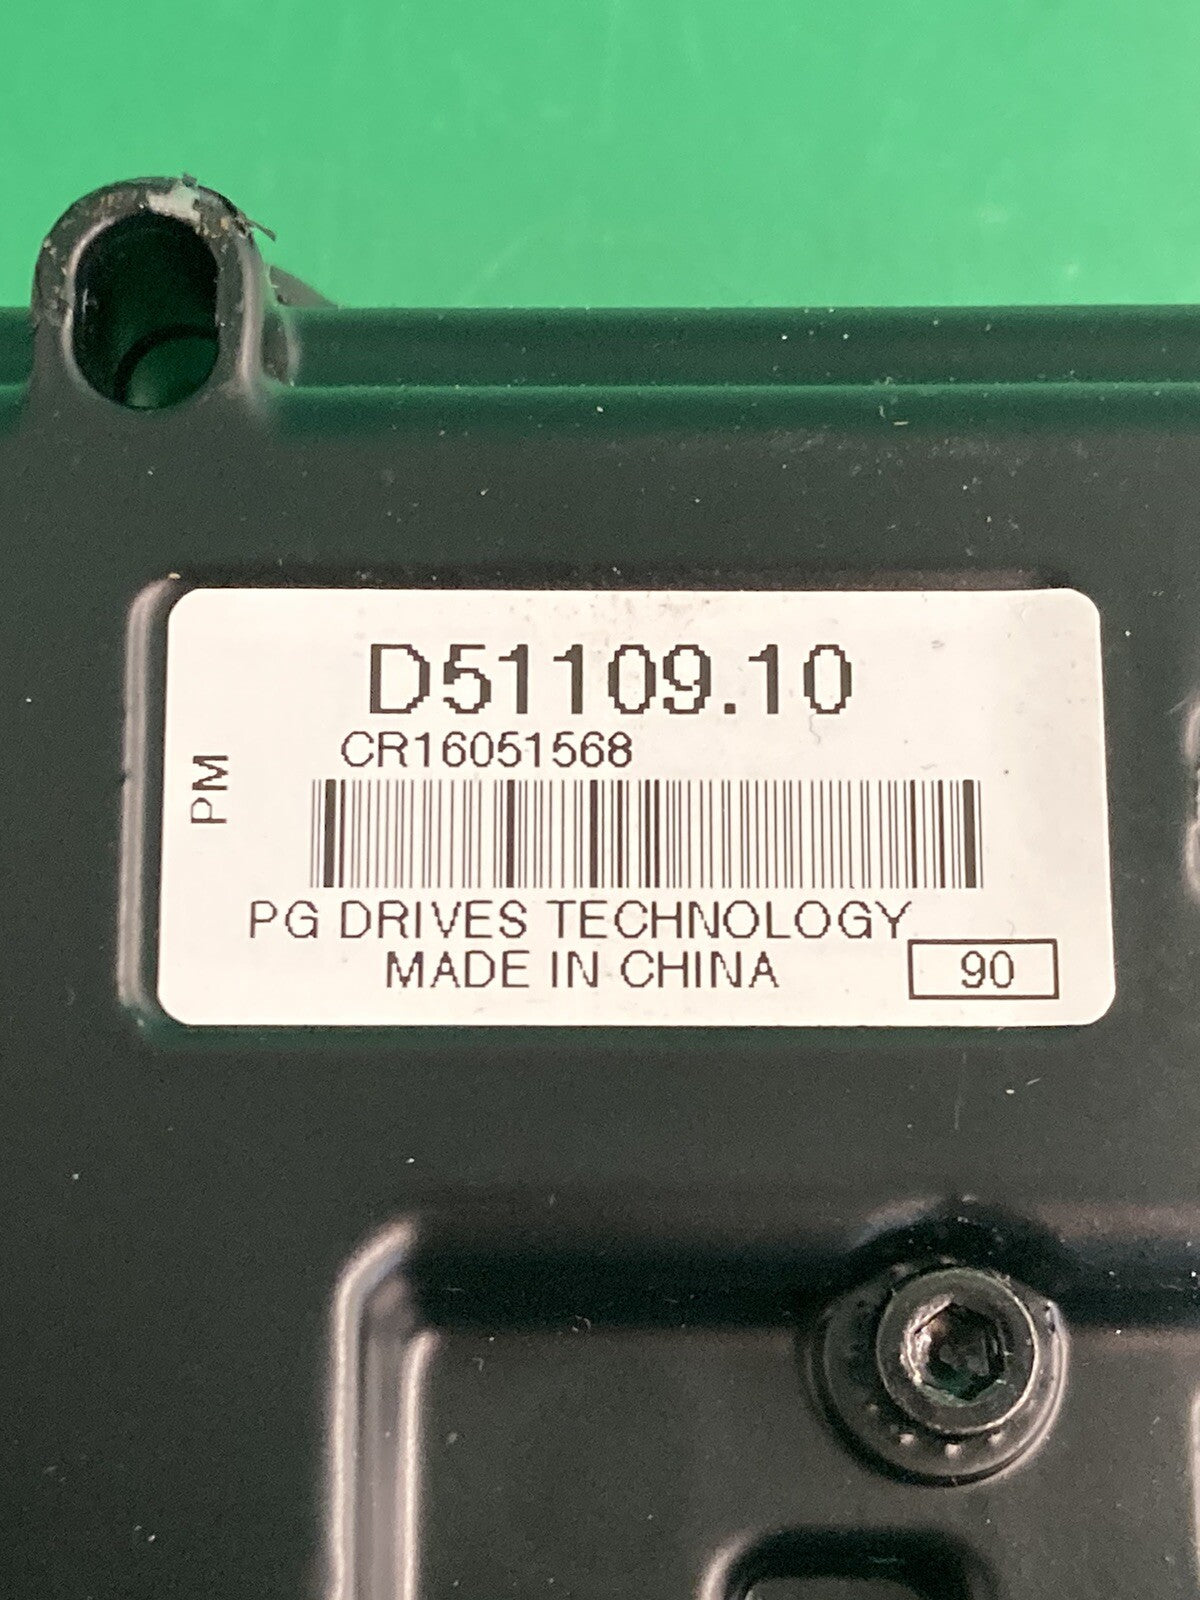 D51109.10
CR16051568
PM
PG DRIVES TECHNOLOGY
MADE IN CHINA
90